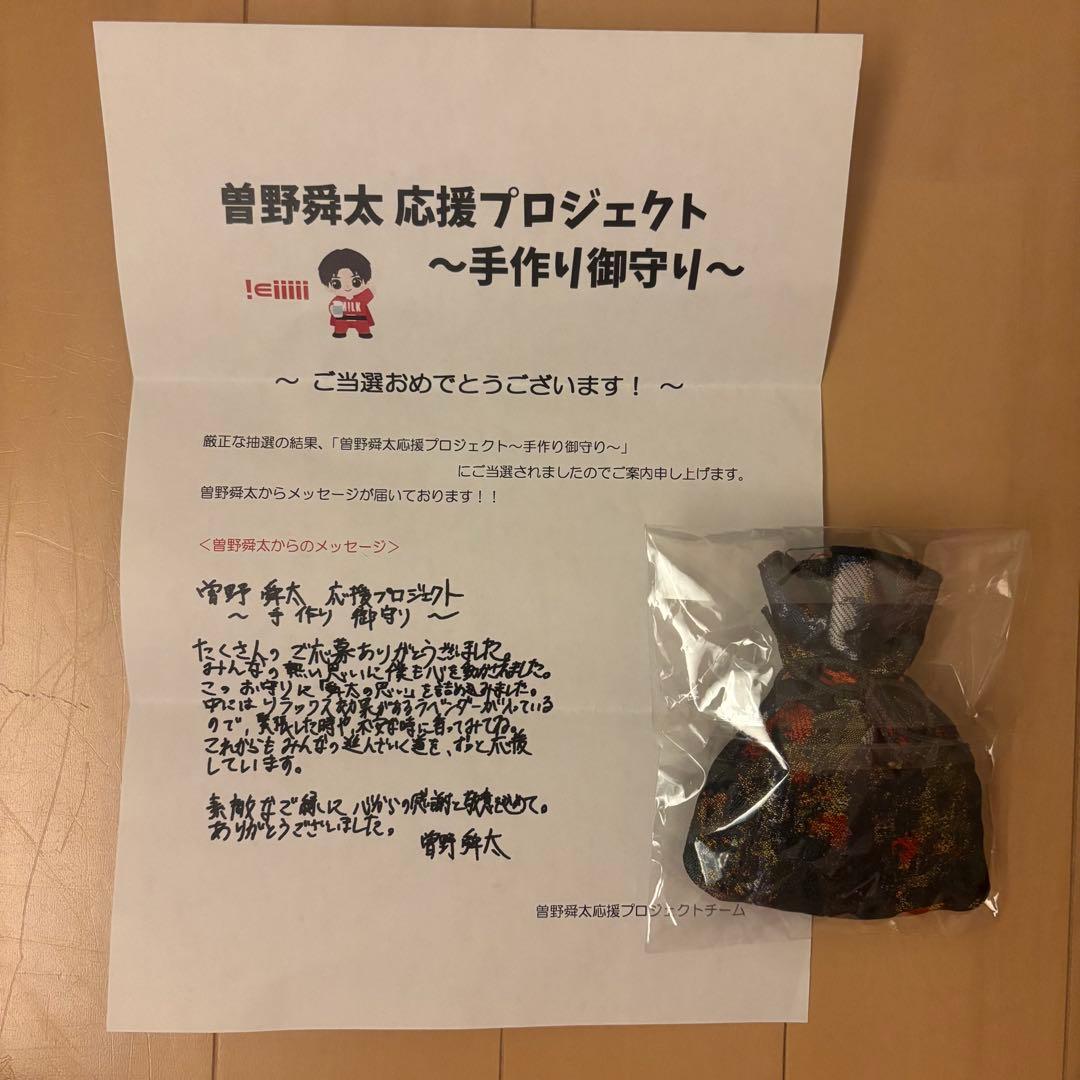 曽野舜太 応援プロジェクト
～手作り御守り～
!∈iiiii
MILK
～ ご当選おめでとうございます！ ～
厳正な抽選の結果、「曽野舜太応援プロジェクト～手作り御守り～」
にご当選されましたのでご案内申し上げます。
曽野舜太からメッセージが届いております！！
＜曽野舜太からのメッセージ＞
曽野 舜太 応援プロジェクト
～ 手作り 御守り ～
たくさんの ご応募ありがとうございました。
みんなの熱い思いに僕も心を動かされました。
このお守りに「舜太の思い」を詰め込みました。
中にはリラックス効果があるラベンダーが入っている
ので、緊張した時や、不安な時に有ってみてね。
これからもみんなの進んでいく道を、ずっと応援
しています。
素敵なご縁に心からの感謝と敬意を込めて。
ありがとうございました。
曽野舜太
曽野舜太応援プロジェクトチーム